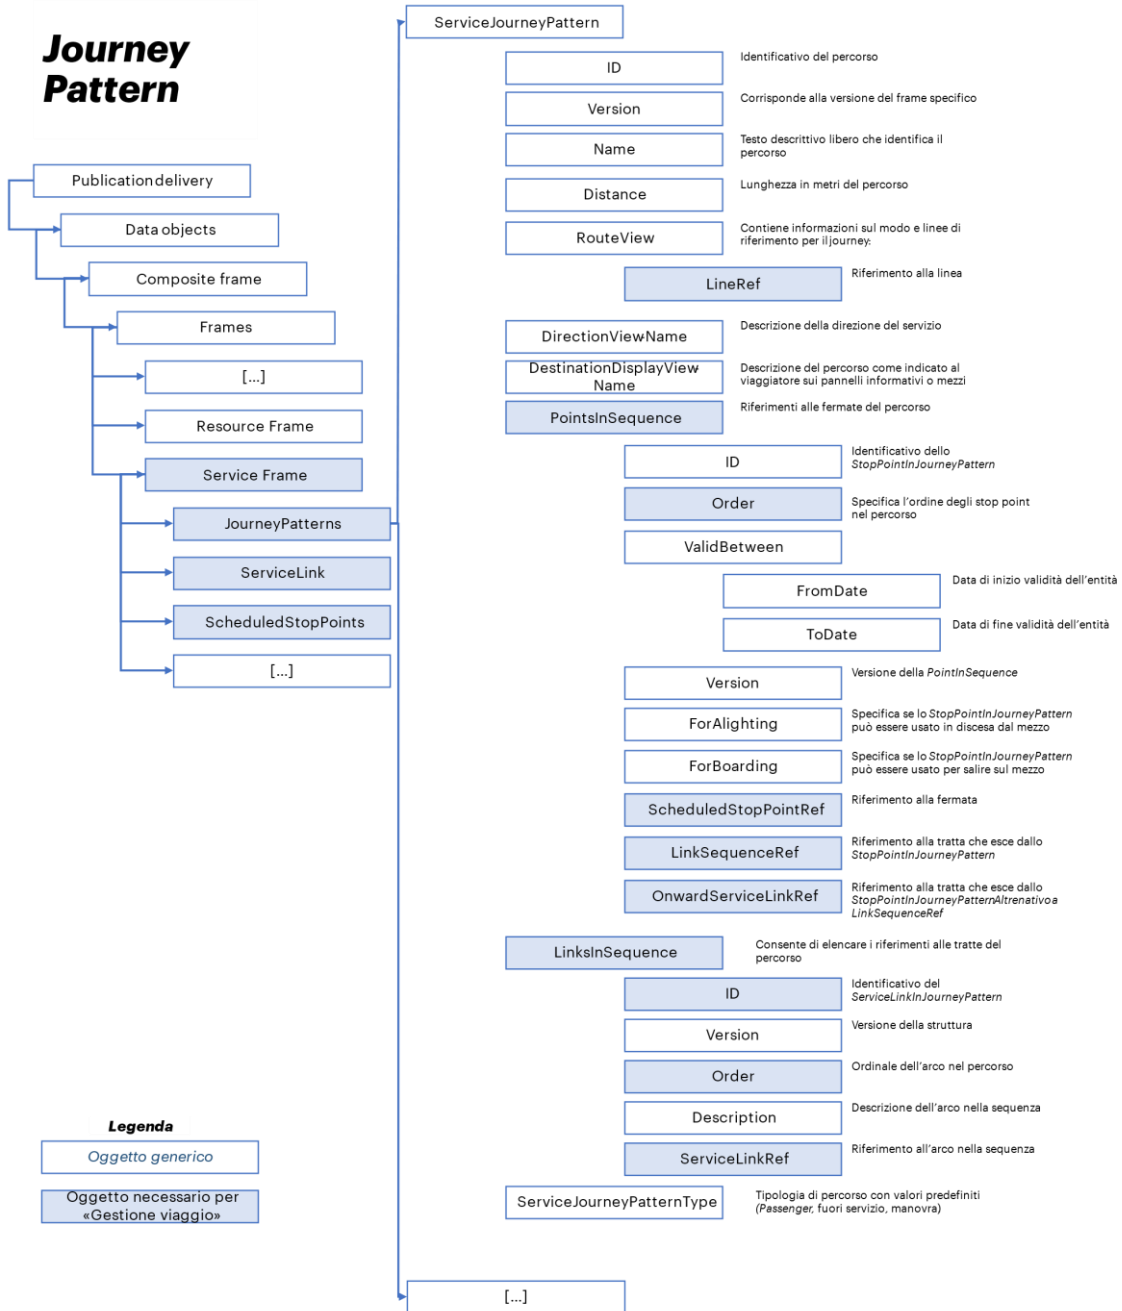 Journey
Pattern
Publication delivery
Data objects
Composite frame
Frames
[...]
Resource Frame
Service Frame
JourneyPatterns
ServiceLink
ScheduledStopPoints
[...]
ServiceJourneyPattern
ID
Identificativo del percorso
Version
Corrisponde alla versione del frame specifico
Name
Testo descrittivo libero che identifica il
percorso
Distance
Lunghezza in metri del percorso
RouteView
Contiene informazioni sul modo e linee di
riferimento per il journey:
LineRef
Riferimento alla linea
DirectionViewName
Descrizione della direzione del servizio
DestinationDisplayView
Name
Descrizione del percorso come indicato al
viaggiatore sui pannelli informativi o mezzi
PointsInSequence
Riferimenti alle fermate del percorso
ID
Identificativo dello
StopPointInJourneyPattern
Order
Specifica l'ordine degli stop point
nel percorso
ValidBetween
FromDate
Data di inizio validità dell'entità
ToDate
Data di fine validità dell'entità
Version
Versione della PointInSequence
ForAlighting
Specifica se lo StopPointInJourneyPattern
può essere usato in discesa dal mezzo
ForBoarding
Specifica se lo StopPointInJourneyPattern
può essere usato per salire sul mezzo
ScheduledStopPointRef
Riferimento alla fermata
LinkSequenceRef
Riferimento alla tratta che esce dallo
StopPointInJourneyPattern
OnwardServiceLinkRef
Riferimento alla tratta che esce dallo
StopPointInJourneyPattern Altrenativo a
LinkSequenceRef
LinksInSequence
Consente di elencare i riferimenti alle tratte del
percorso
ID
Identificativo del
ServiceLinkInJourneyPattern
Version
Versione della struttura
Order
Ordinale dell'arco nel percorso
Description
Descrizione dell'arco nella sequenza
ServiceLinkRef
Riferimento all'arco nella sequenza
ServiceJourneyPatternType
Tipologia di percorso con valori predefiniti
(Passenger, fuori servizio, manovra)
[...]
Legenda
Oggetto generico
Oggetto necessario per
«Gestione viaggio»